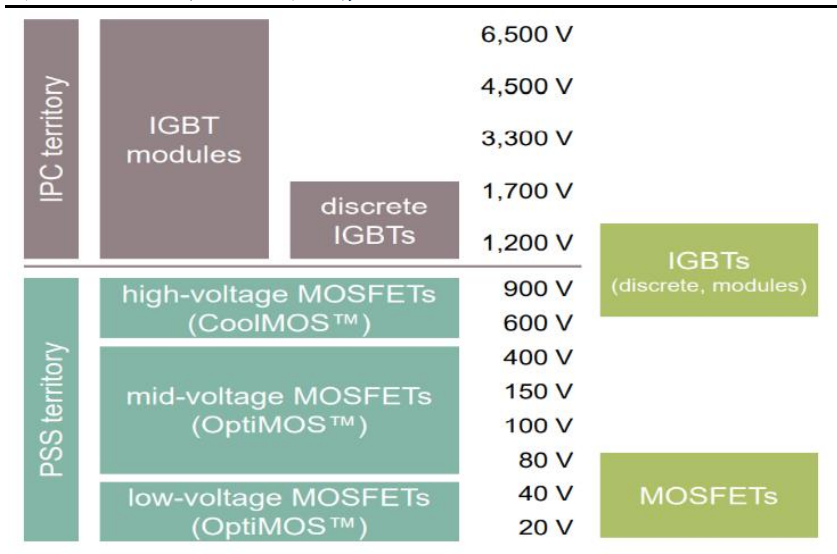 IPC territory
IGBT
modules
discrete
IGBTs
6,500 V
4,500 V
3,300 V
1,700 V
1,200 V
IGBTs
(discrete, modules)
PSS territory
high-voltage MOSFETs
(CoolMOS™)
mid-voltage MOSFETs
(OptiMOS™)
low-voltage MOSFETs
(OptiMOS™)
900 V
600 V
400 V
150 V
100 V
80 V
40 V
20 V
MOSFETs